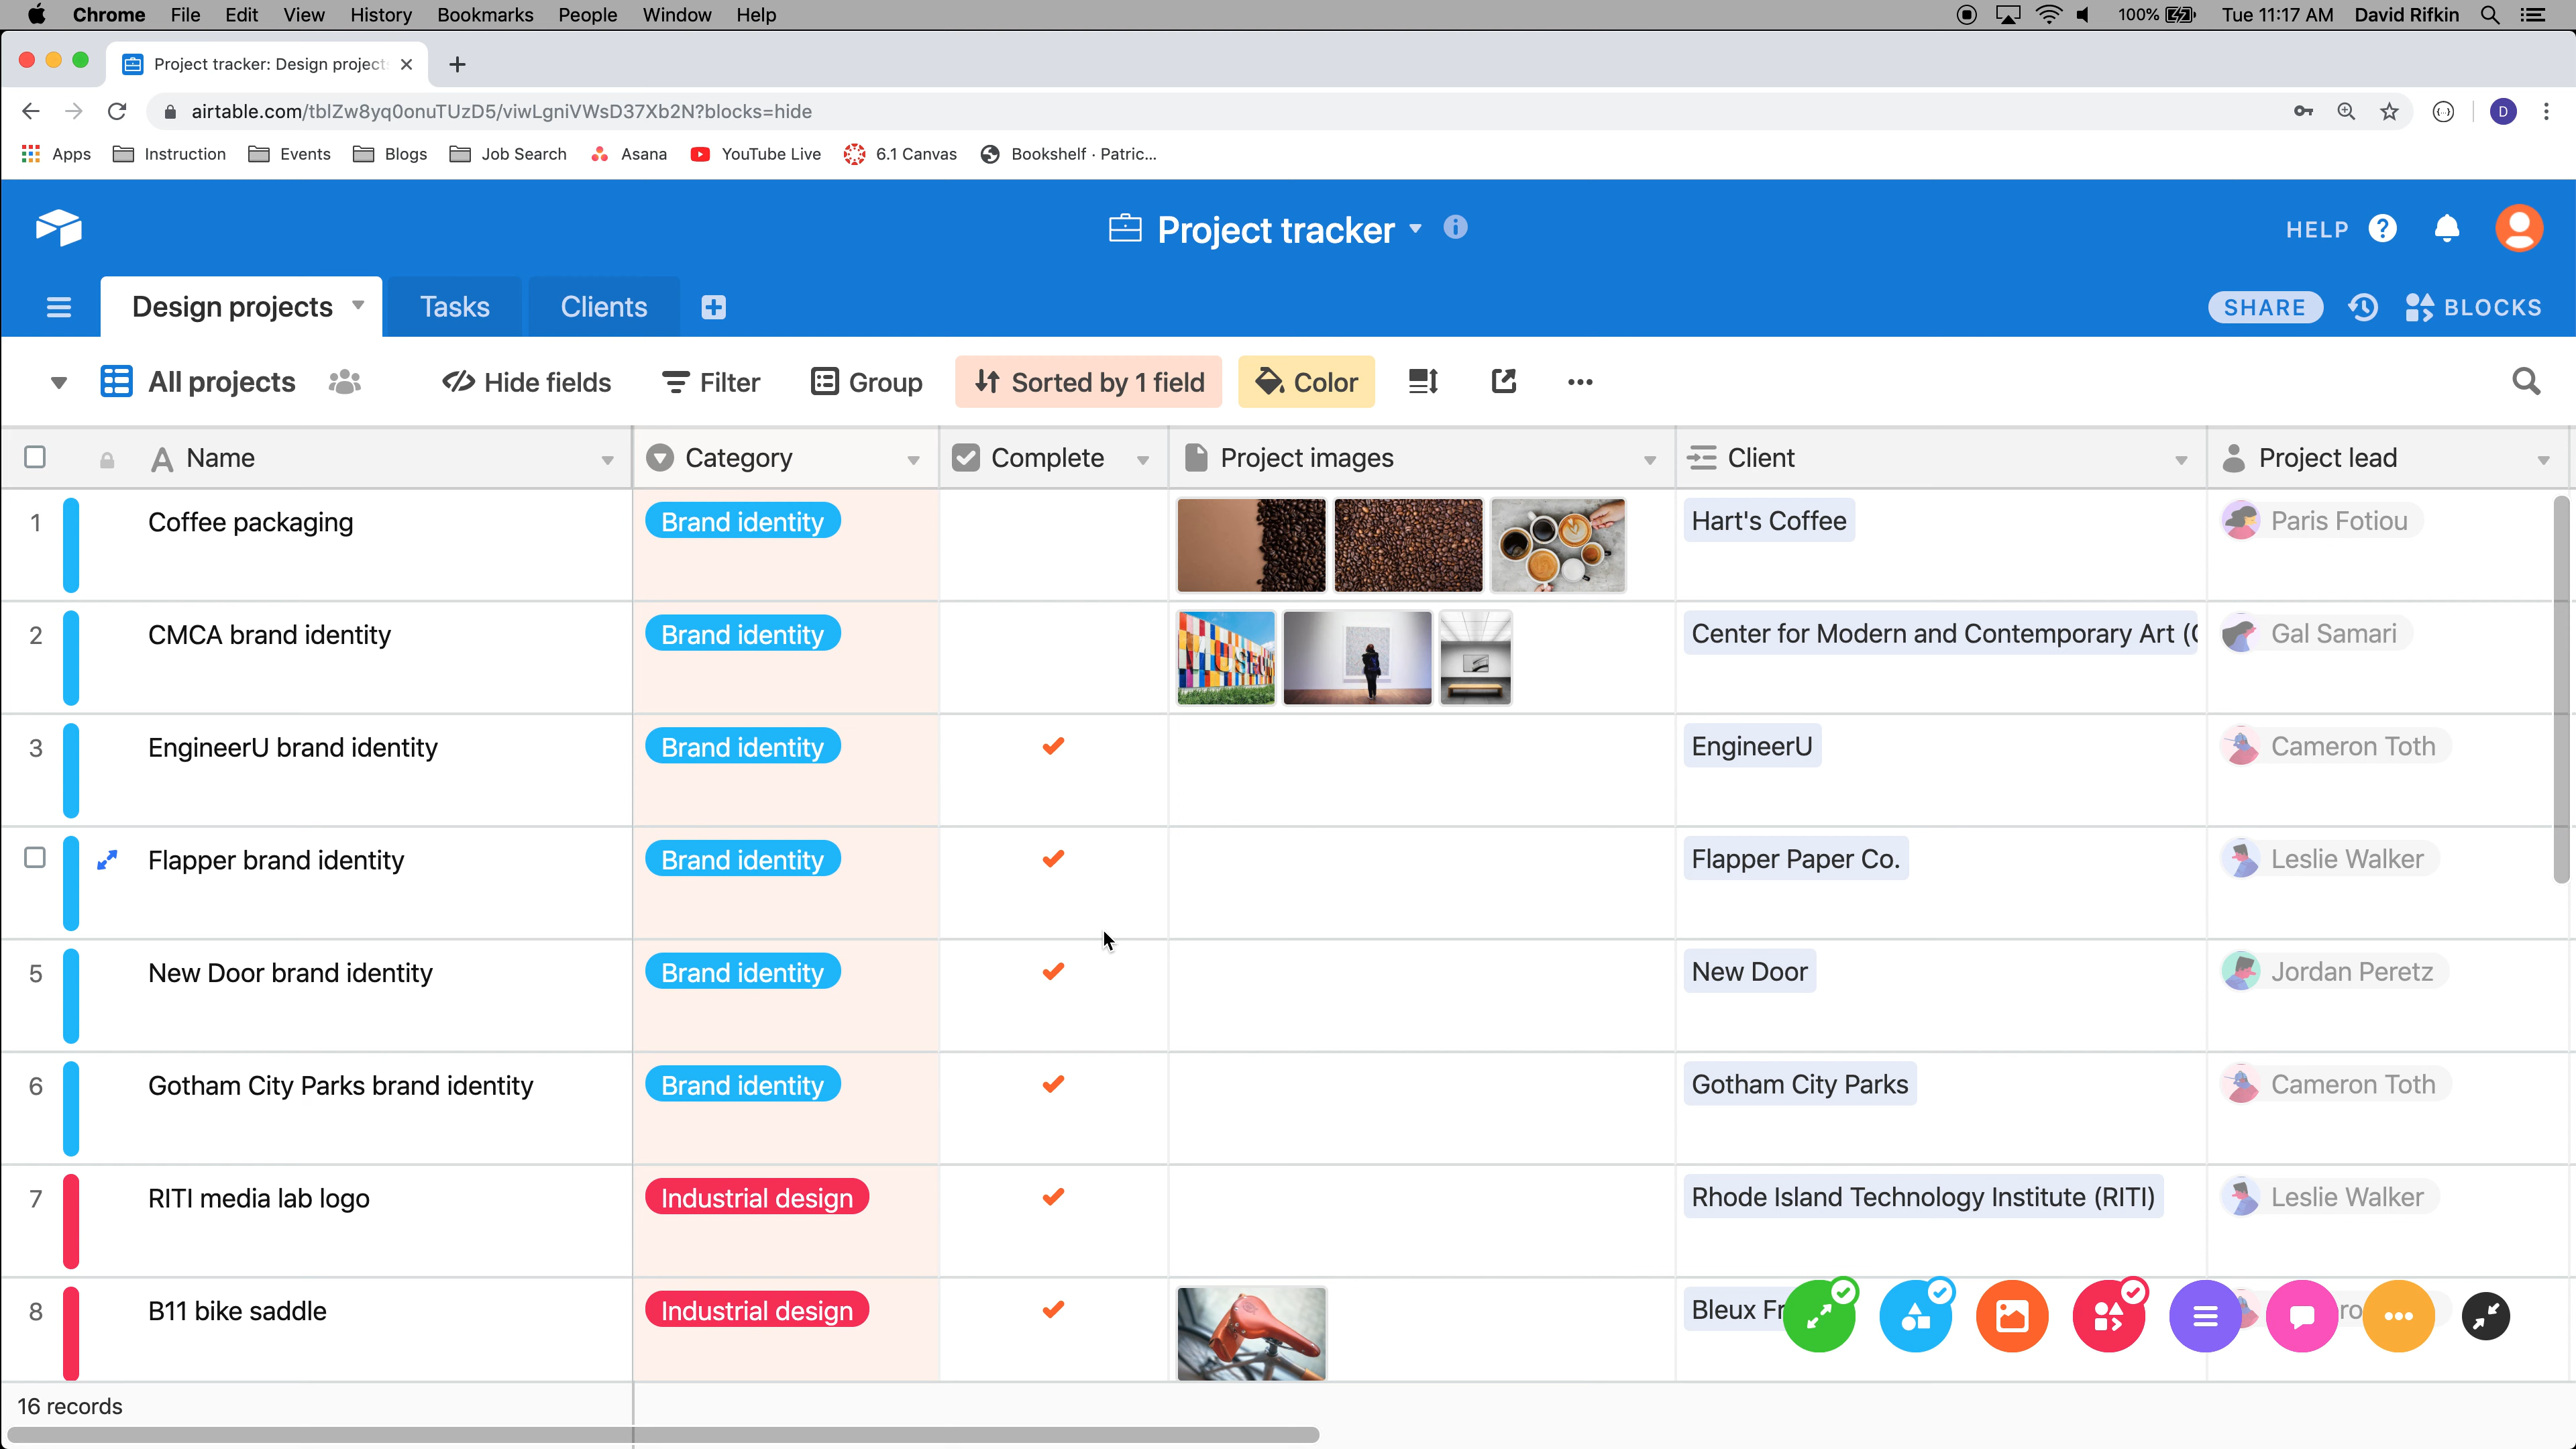 Chrome File Edit View History Bookmarks People Window Help 100% Tue 11:17 AM David Rifkin
Project tracker: Design project
airtable.com/tblZw8yq0onuTUzD5/viwLgniVWsD37Xb2N?blocks=hide D
Apps Instruction Events Blogs Job Search Asana YouTube Live 6.1 Canvas Bookshelf · Patric...
Project tracker HELP
Design projects Tasks Clients SHARE BLOCKS
All projects Hide fields Filter Group Sorted by 1 field Color
Name Category Complete Project images Client Project lead
1 Coffee packaging Brand identity Hart's Coffee Paris Fotiou
2 CMCA brand identity Brand identity Center for Modern and Contemporary Art ( Gal Samari
3 EngineerU brand identity Brand identity EngineerU Cameron Toth
Flapper brand identity Brand identity Flapper Paper Co. Leslie Walker
5 New Door brand identity Brand identity New Door Jordan Peretz
6 Gotham City Parks brand identity Brand identity Gotham City Parks Cameron Toth
7 RITI media lab logo Industrial design Rhode Island Technology Institute (RITI) Leslie Walker
8 B11 bike saddle Industrial design Bleux
16 records